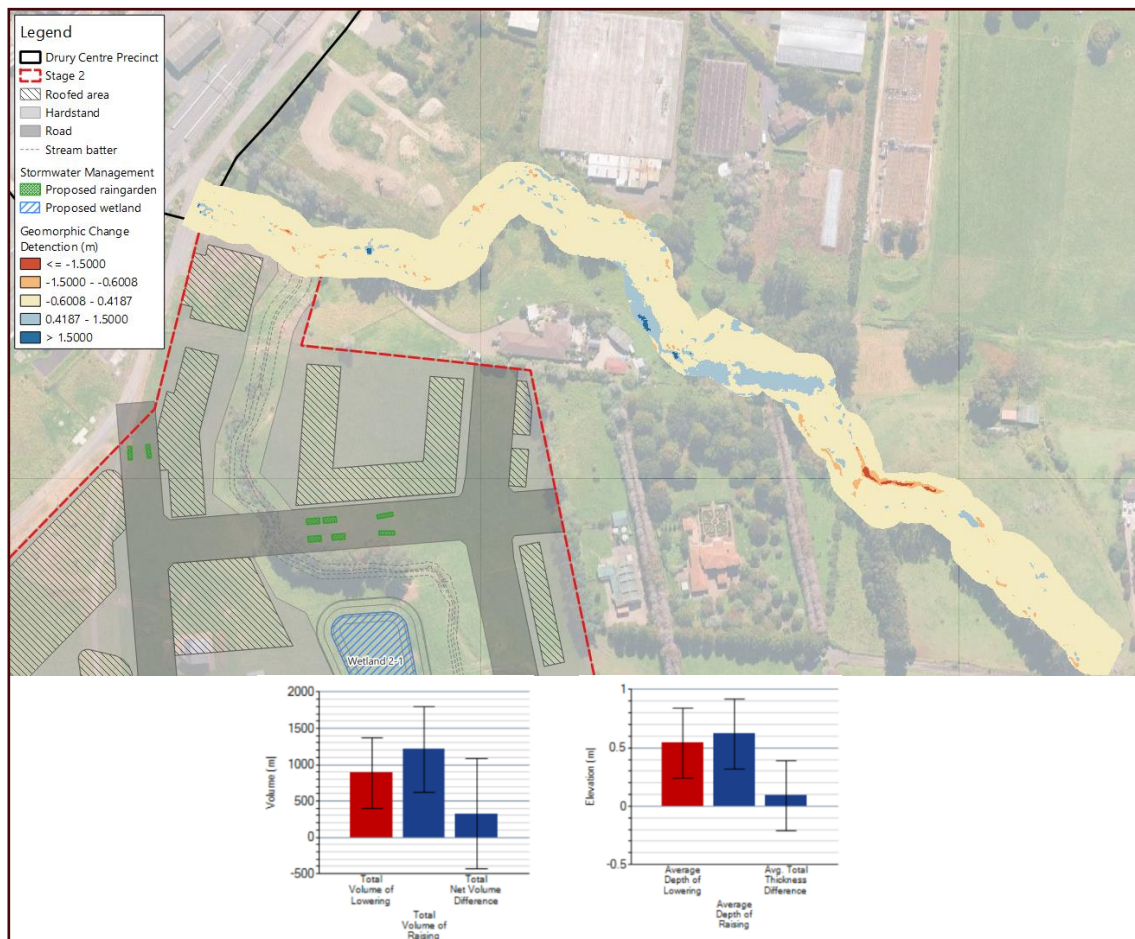 Legend
Drury Centre Precinct
Stage 2
Roofed area
Hardstand
Road
Stream batter
Stormwater Management
Proposed raingarden
Proposed wetland
Geomorphic Change
Detenction (m)
<= -1.5000
-1.5000 - -0.6008
-0.6008 - 0.4187
0.4187 - 1.5000
> 1.5000
Wetland 2-1
Volume [m]
2000
1500
1000
500
0
-500
Total
Volume of
Lowering
Total
Volume of
Raising
Total
Net Volume
Difference
Elevation [m]
1
0.5
0
-0.5
Average
Depth of
Lowering
Average
Depth of
Raising
Avg. Total
Thickness
Difference